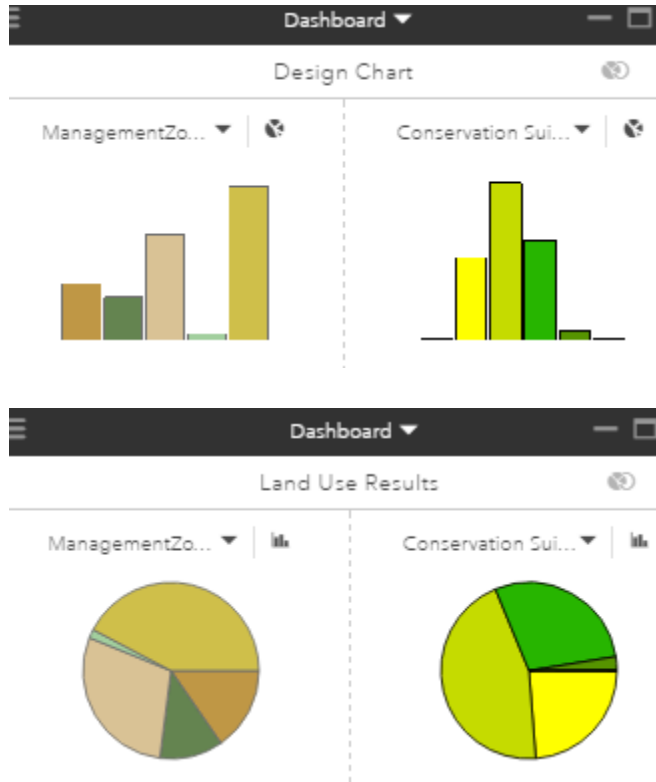 Dashboard
Design Chart
ManagementZo...
Conservation Sui...
Dashboard
Land Use Results
ManagementZo...
Conservation Sui...